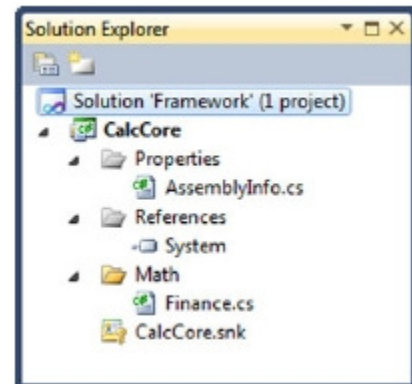 Solution Explorer
Solution 'Framework' (1 project)
CalcCore
Properties
AssemblyInfo.cs
References
System
Math
Finance.cs
CalcCore.snk